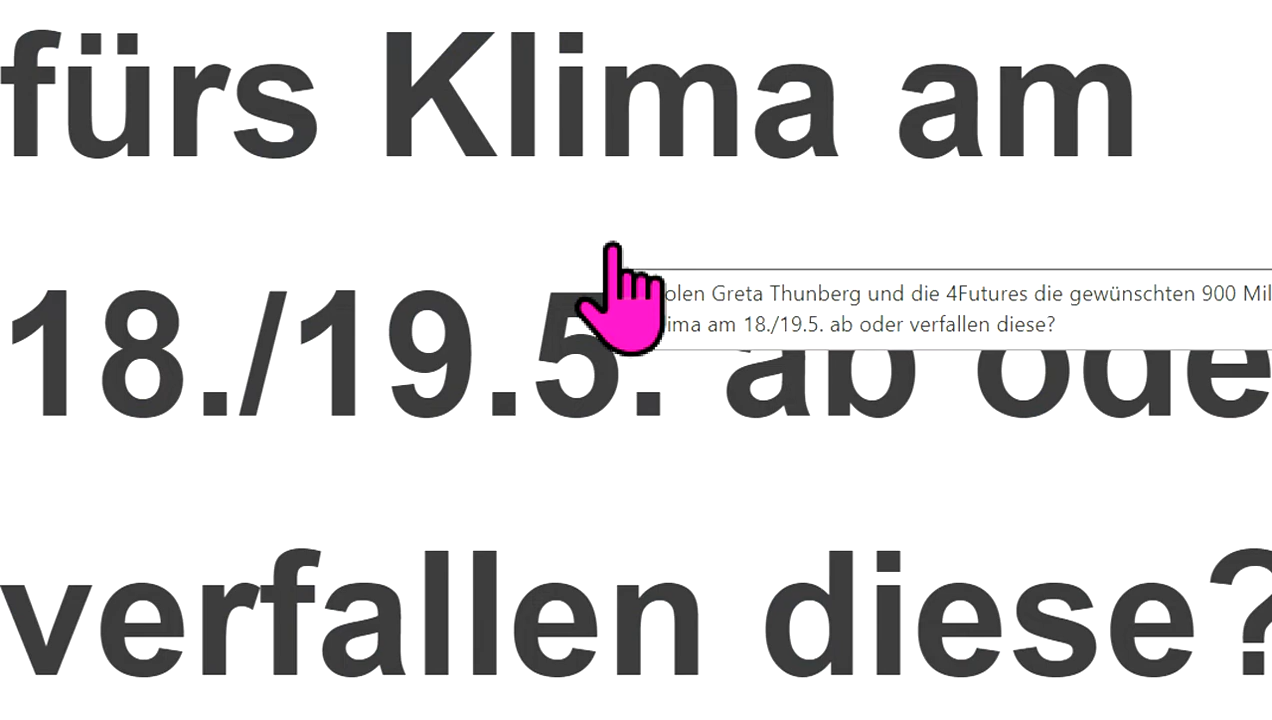 fürs Klima am
olen Greta Thunberg und die 4Futures die gewünschten 900 Mil
ima am 18./19.5. ab oder verfallen diese?
18./19.5. ab ode
verfallen diese?